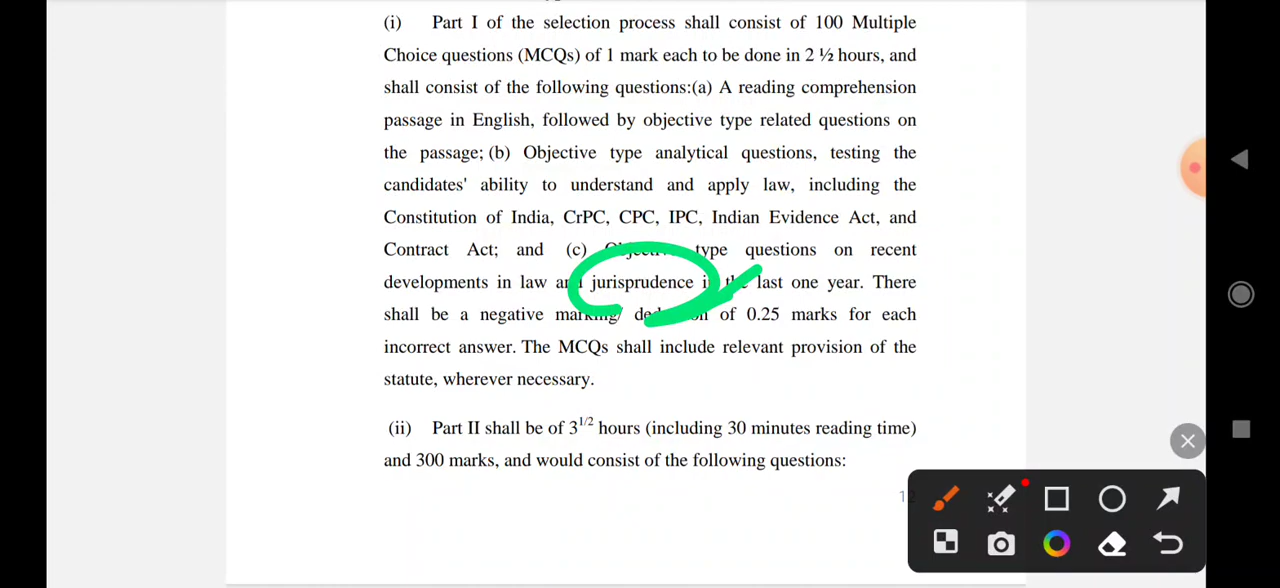 (i) Part I of the selection process shall consist of 100 Multiple
Choice questions (MCQs) of 1 mark each to be done in 2 ½ hours, and
shall consist of the following questions:(a) A reading comprehension
passage in English, followed by objective type related questions on
the passage; (b) Objective type analytical questions, testing the
candidates' ability to understand and apply law, including the
Constitution of India, CrPC, CPC, IPC, Indian Evidence Act, and
Contract Act; and (c) Objective type questions on recent
developments in law and jurisprudence in the last one year. There
shall be a negative marking/ deduction of 0.25 marks for each
incorrect answer. The MCQs shall include relevant provision of the
statute, wherever necessary.
(ii) Part II shall be of 3 1/2 hours (including 30 minutes reading time)
and 300 marks, and would consist of the following questions: